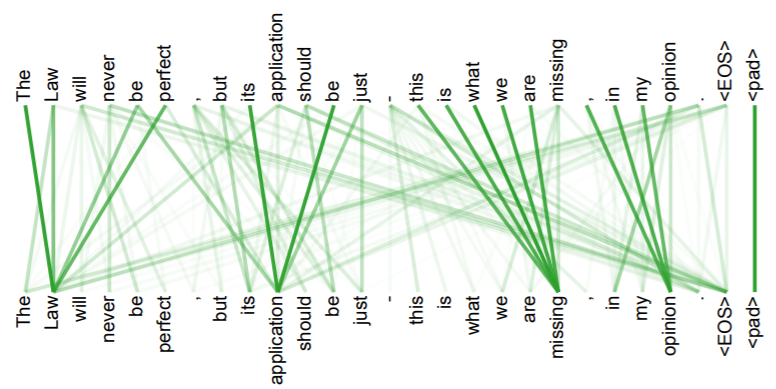 The Law will never be perfect , but its application should be just - this is what we are missing , in my opinion . <EOS> <pad>
The Law will never be perfect , but its application should be just - this is what we are missing , in my opinion . <EOS> <pad>